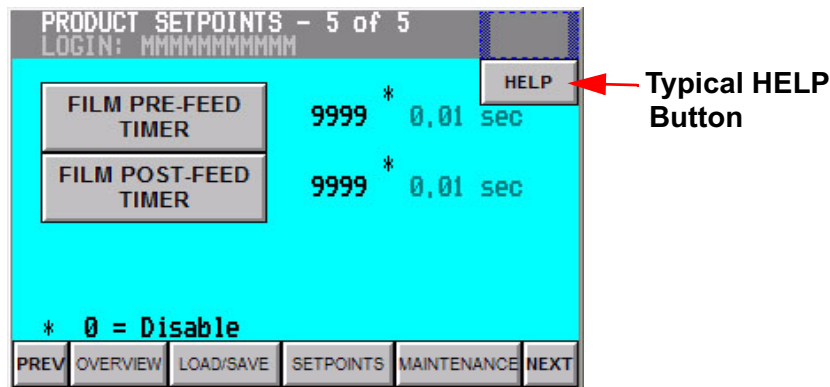 PRODUCT SETPOINTS - 5 of 5
LOGIN: MMMMMMMMMMM
HELP
Typical HELP
Button
FILM PRE-FEED
TIMER
9999 * 0.01 sec
FILM POST-FEED
TIMER
9999 * 0.01 sec
* 0 = Disable
PREV OVERVIEW LOAD/SAVE SETPOINTS MAINTENANCE NEXT